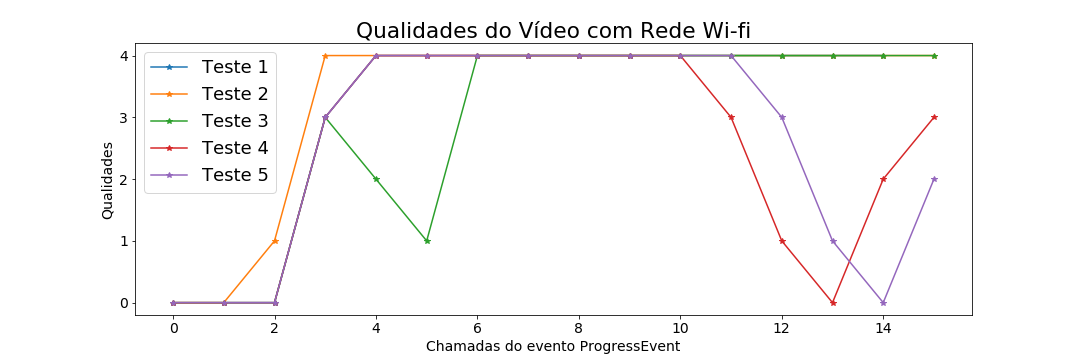 Qualidades do Vídeo com Rede Wi-fi
Teste 1
Teste 2
Teste 3
Teste 4
Teste 5
Qualidades
4
3
2
1
0
0 2 4 6 8 10 12 14
Chamadas do evento ProgressEvent